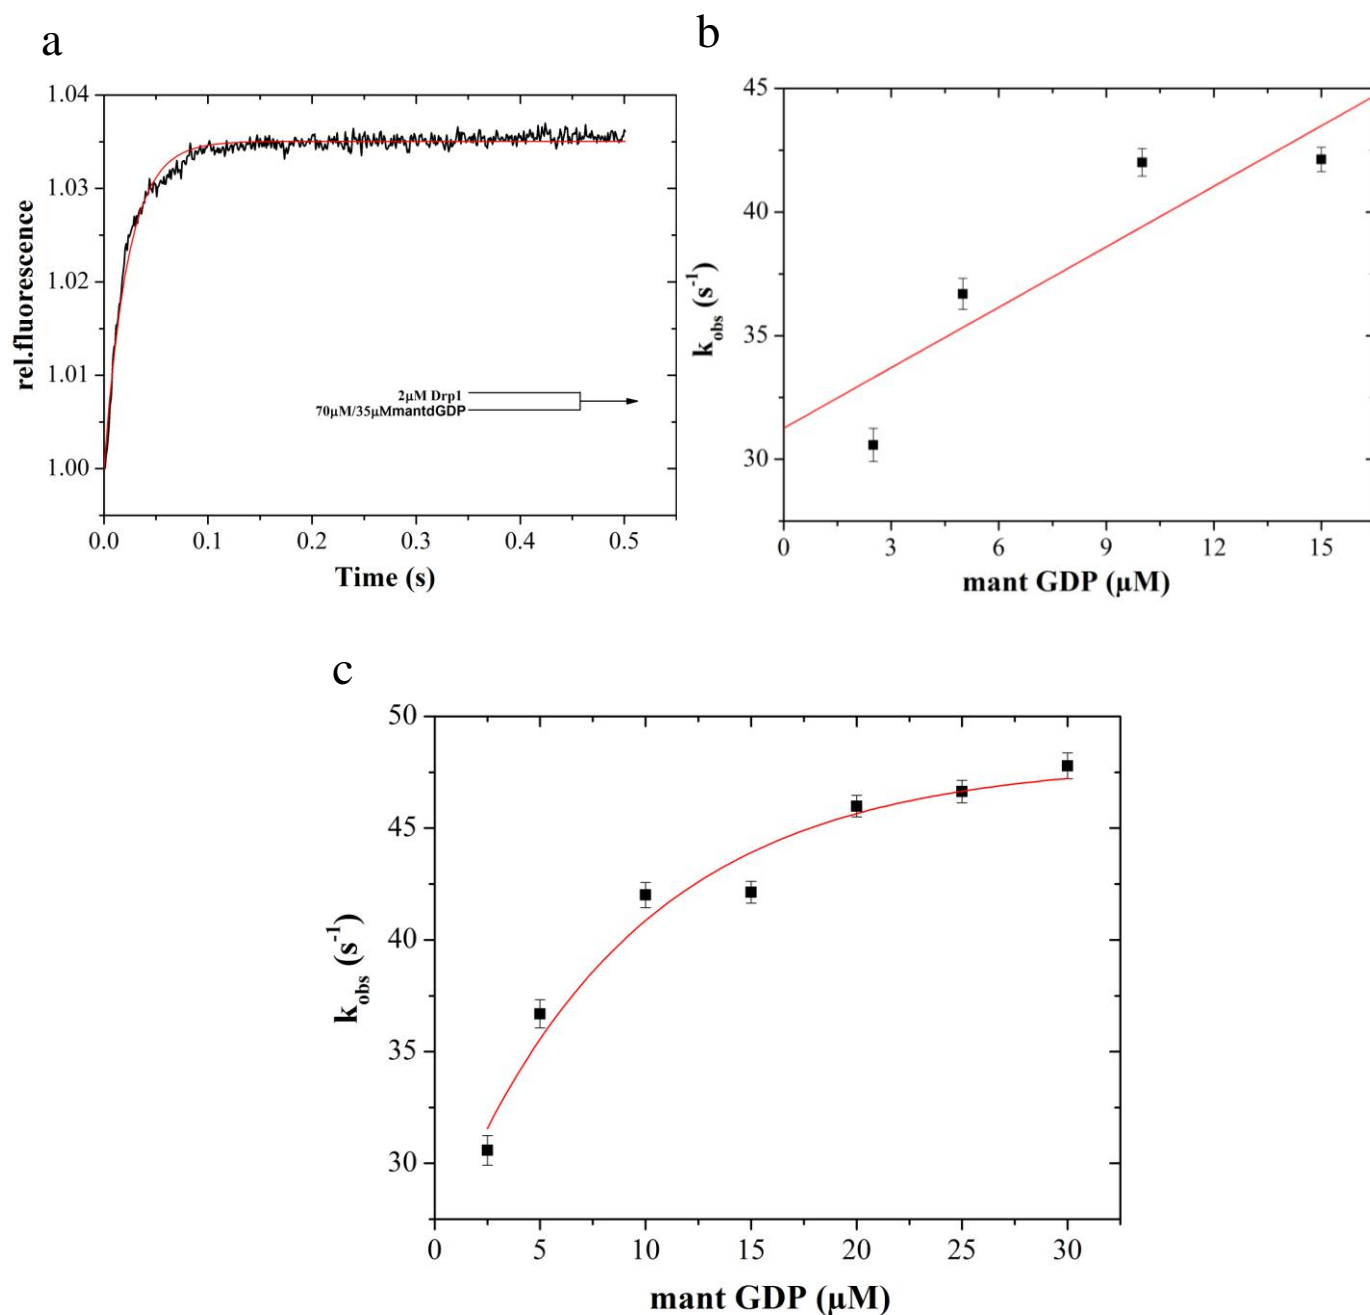 a
1.04
1.03
1.02
1.01
1.00
rel.fluorescence
2μM Drp1
70μM/35μMmantdGDP
0.0 0.1 0.2 0.3 0.4 0.5
Time (s)
b
45
40
35
30
k_obs (s⁻¹)
0 3 6 9 12 15
mant GDP (μM)
c
50
45
40
35
30
k_obs (s⁻¹)
0 5 10 15 20 25 30
mant GDP (μM)